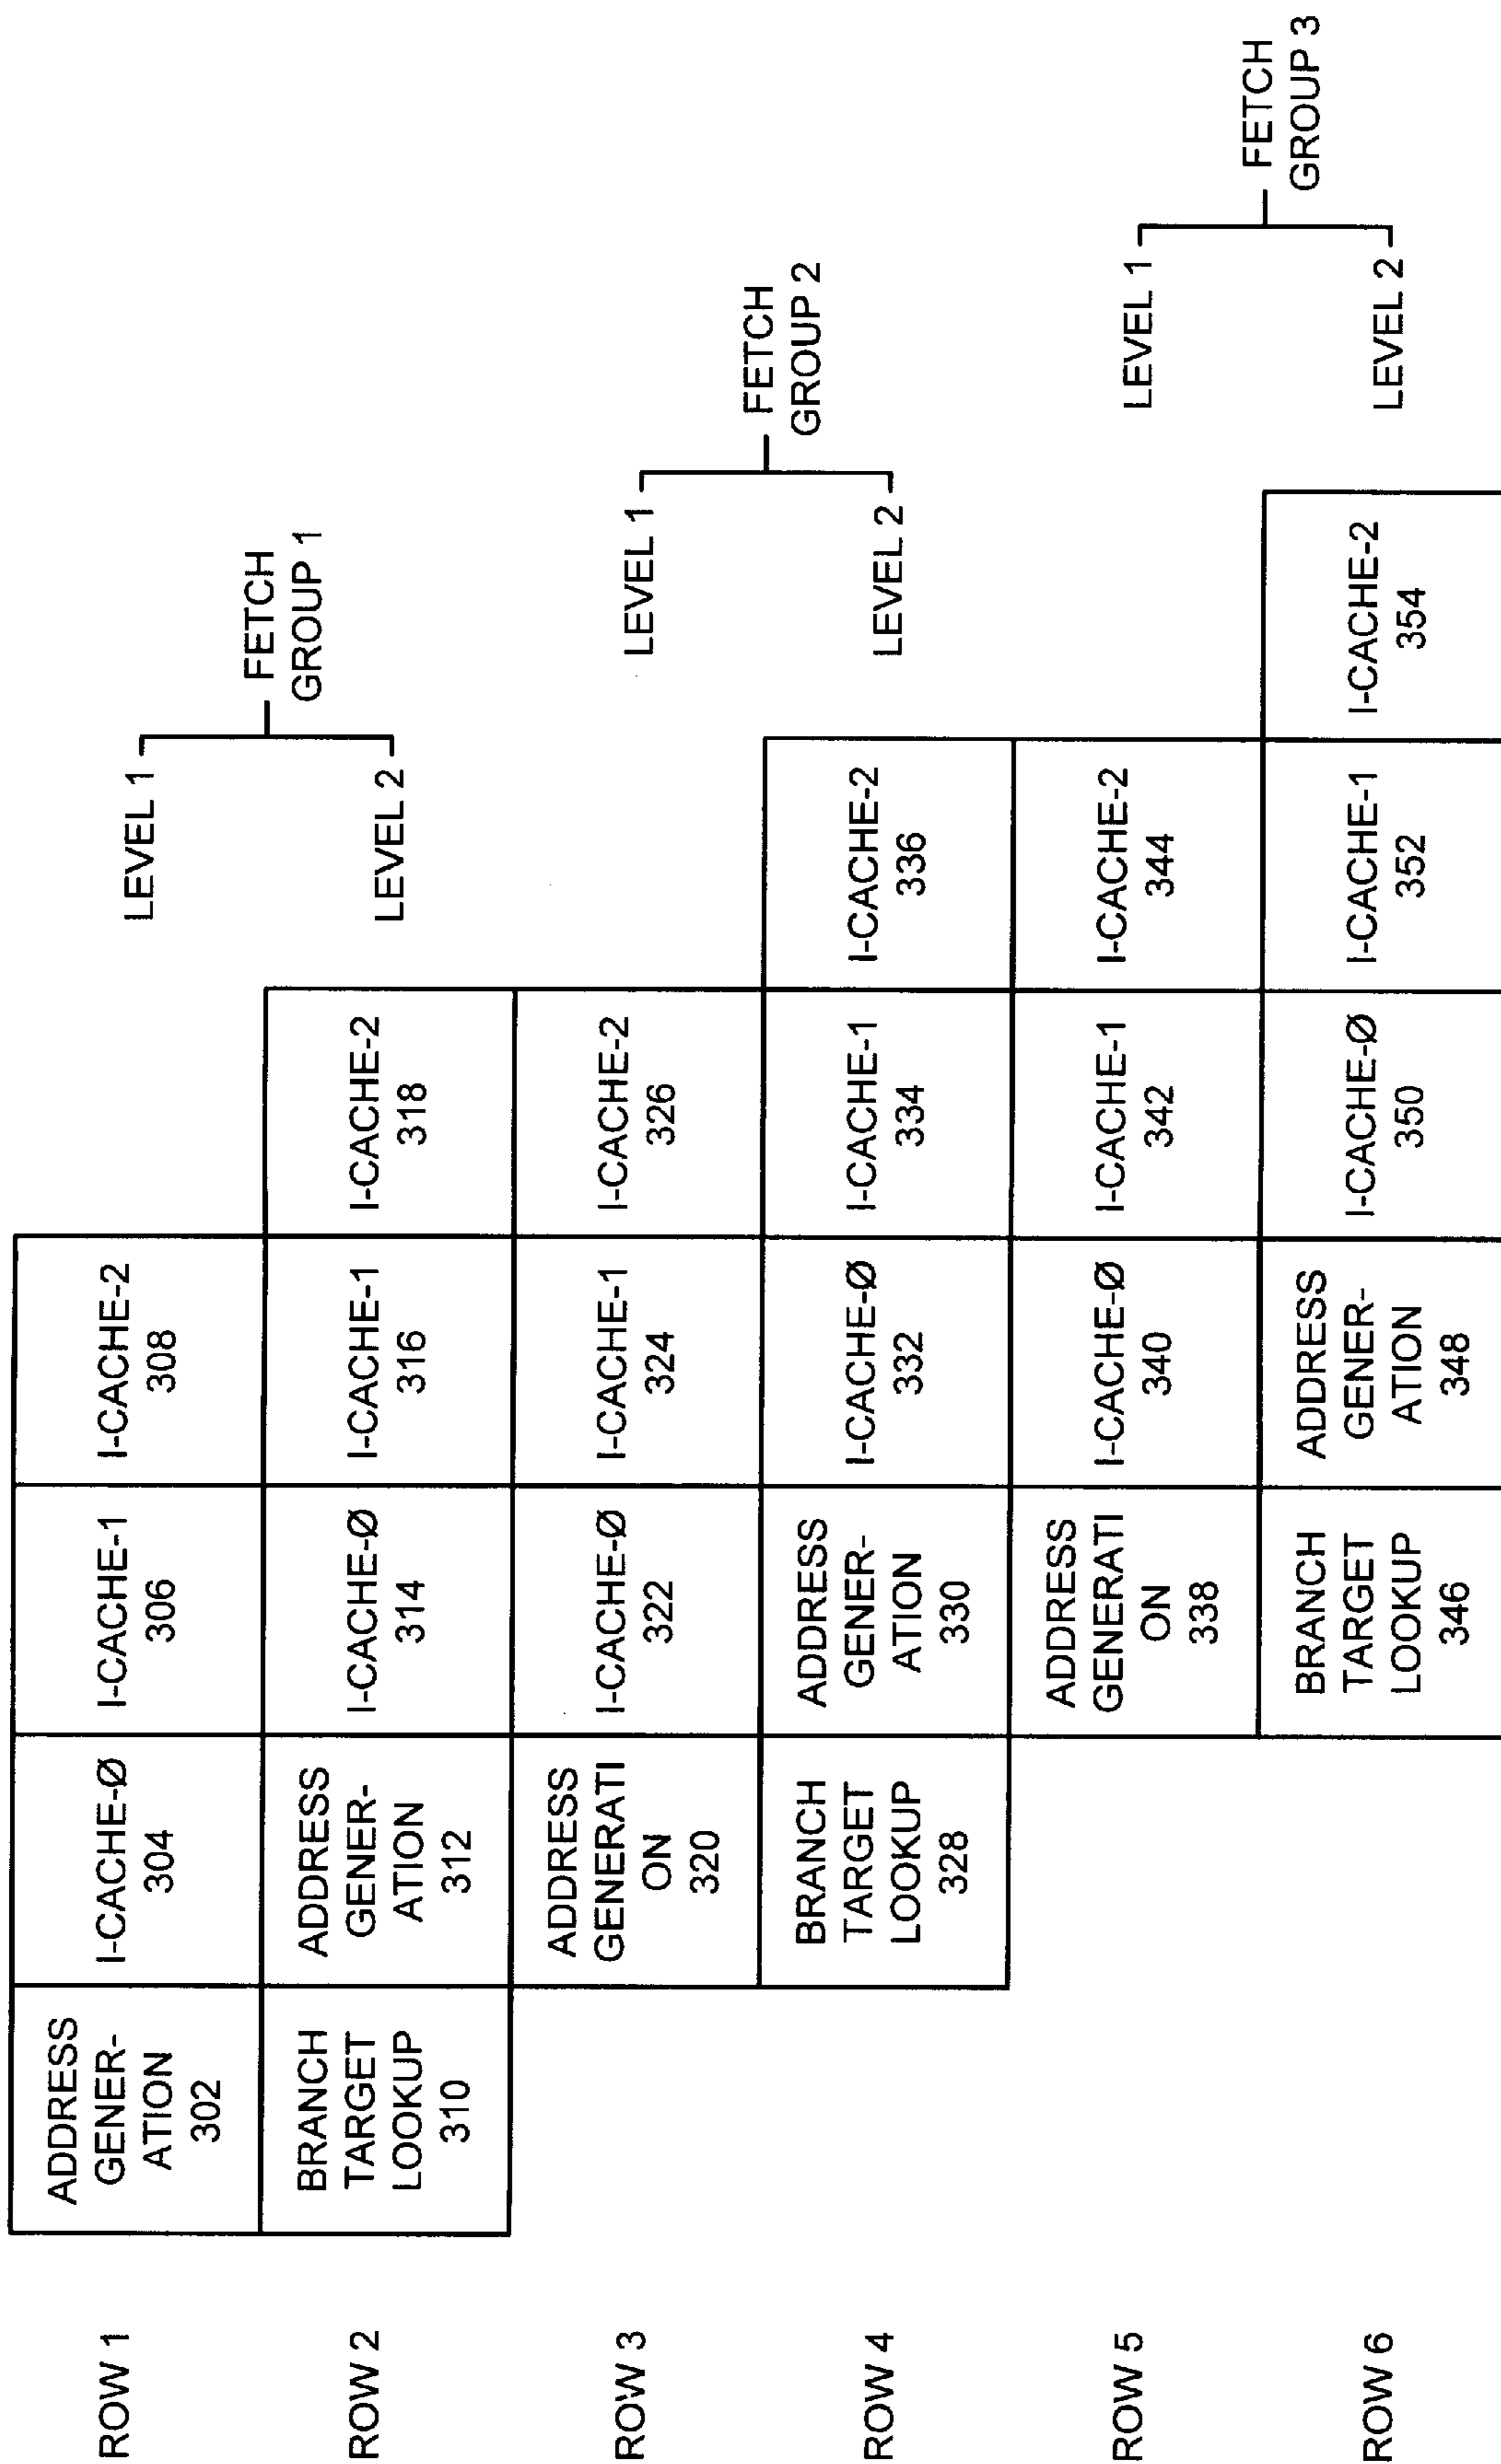 ROW 1
ADDRESS
GENER-
ATION
302
I-CACHE-Ø
304
I-CACHE-1
306
I-CACHE-2
308
LEVEL 1
ROW 2
BRANCH
TARGET
LOOKUP
310
ADDRESS
GENER-
ATION
312
I-CACHE-Ø
314
I-CACHE-1
316
I-CACHE-2
318
LEVEL 2
FETCH
GROUP 1
ROW 3
ADDRESS
GENERATI
ON
320
I-CACHE-Ø
322
I-CACHE-1
324
I-CACHE-2
326
LEVEL 1
ROW 4
BRANCH
TARGET
LOOKUP
328
ADDRESS
GENER-
ATION
330
I-CACHE-Ø
332
I-CACHE-1
334
I-CACHE-2
336
LEVEL 2
FETCH
GROUP 2
ROW 5
ADDRESS
GENERATI
ON
338
I-CACHE-Ø
340
I-CACHE-1
342
I-CACHE-2
344
LEVEL 1
ROW 6
BRANCH
TARGET
LOOKUP
346
ADDRESS
GENER-
ATION
348
I-CACHE-Ø
350
I-CACHE-1
352
I-CACHE-2
354
LEVEL 2
FETCH
GROUP 3